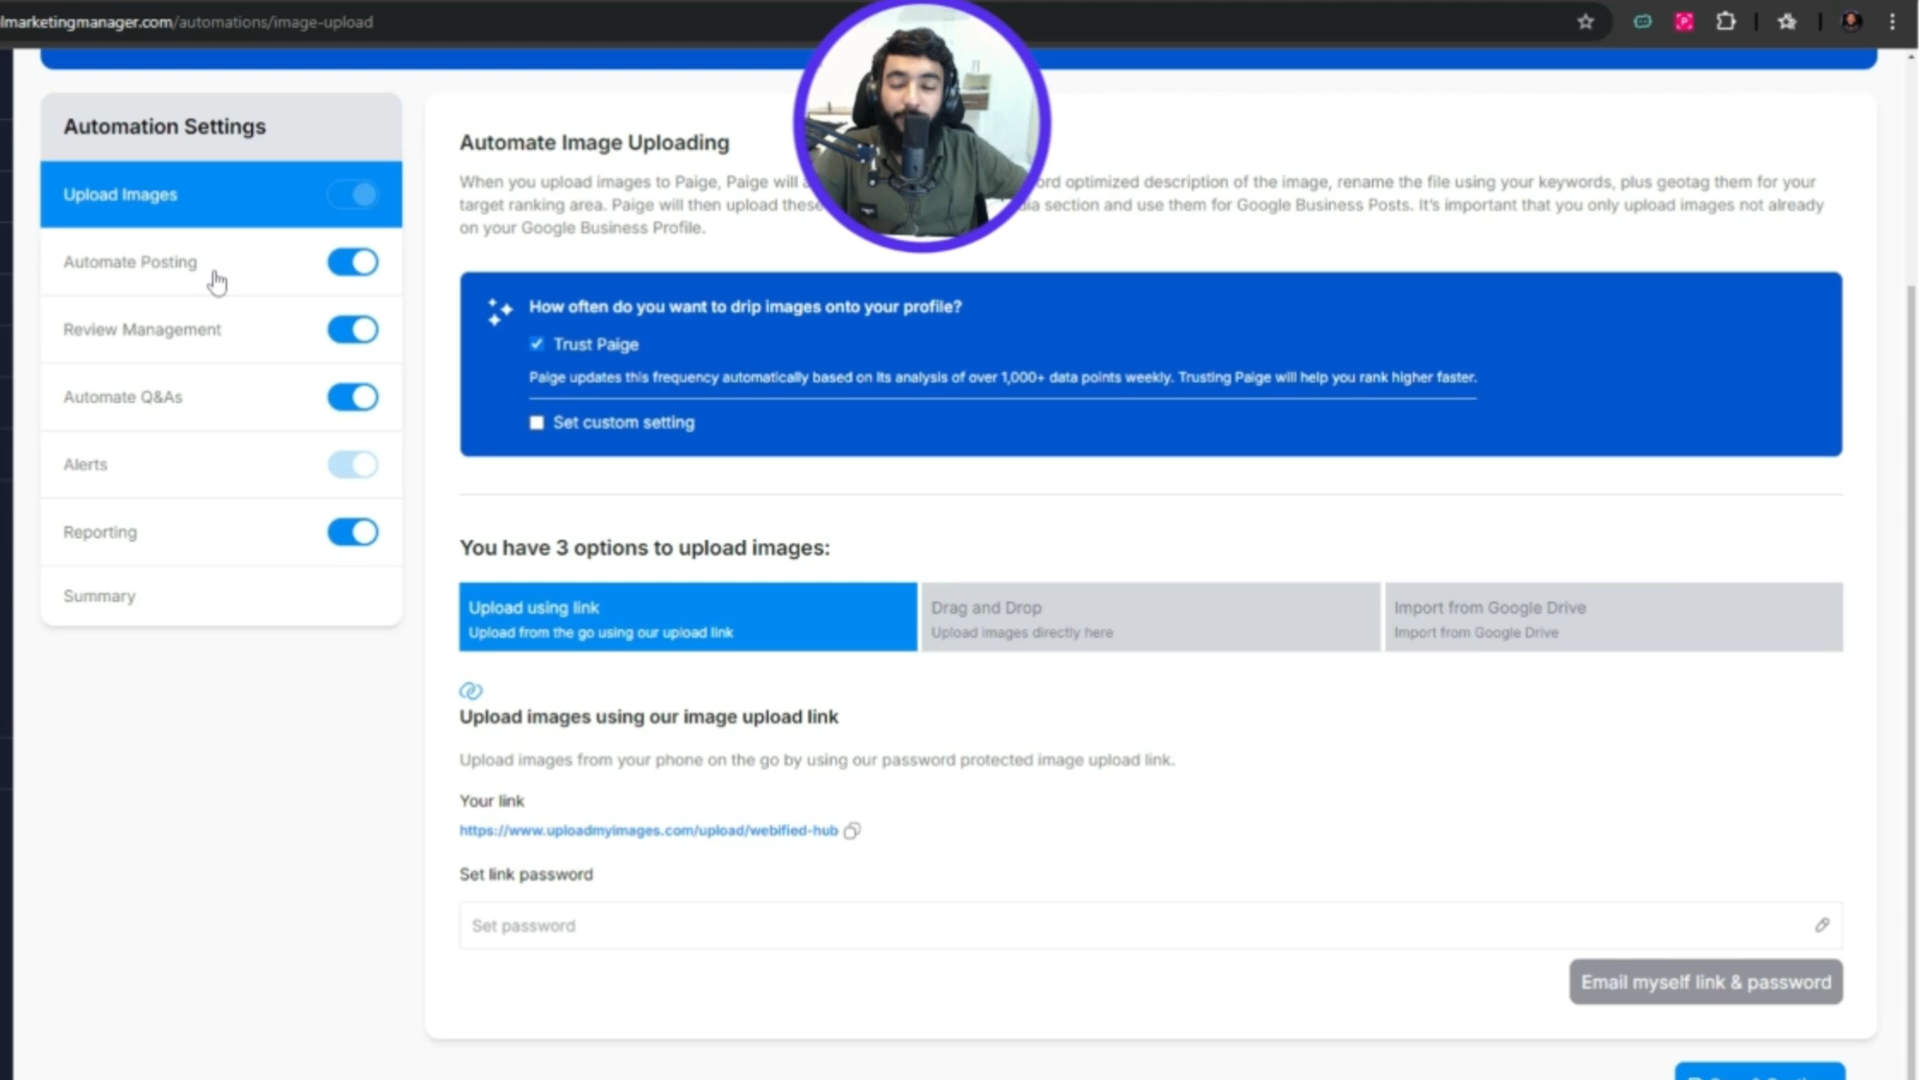 lmarketingmanager.com/automations/image-upload
Automation Settings
Upload Images
Automate Posting
Review Management
Automate Q&As
Alerts
Reporting
Summary
Automate Image Uploading
When you upload images to Paige, Paige will optimized description of the image, rename the file using your keywords, plus geotag them for your
target ranking area. Paige will then upload these section and use them for Google Business Posts. It's important that you only upload images not already
on your Google Business Profile.
How often do you want to drip images onto your profile?
Trust Paige
Paige updates this frequency automatically based on its analysis of over 1,000+ data points weekly. Trusting Paige will help you rank higher faster.
Set custom setting
You have 3 options to upload images:
Upload using link
Upload from the go using our upload link
Drag and Drop
Upload images directly here
Import from Google Drive
Import from Google Drive
Upload images using our image upload link
Upload images from your phone on the go by using our password protected image upload link.
Your link
https://www.uploadmyimages.com/upload/webified-hub
Set link password
Set password
Email myself link & password